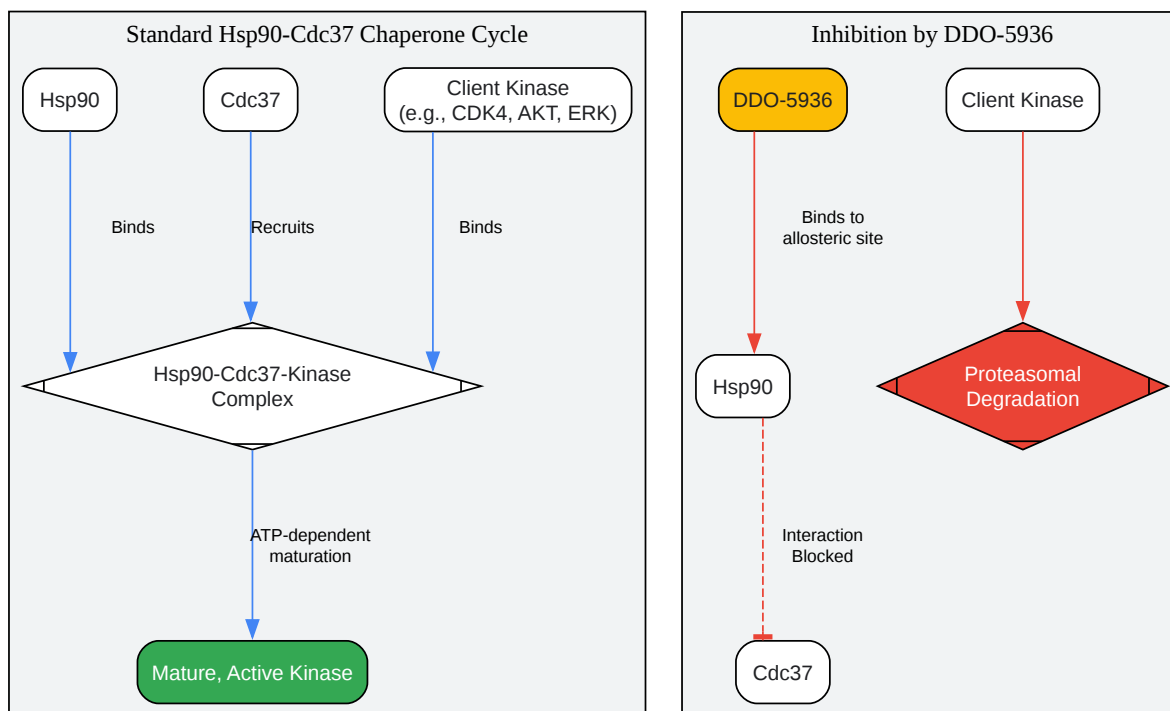 Standard Hsp90-Cdc37 Chaperone Cycle
Hsp90
Cdc37
Client Kinase
(e.g., CDK4, AKT, ERK)
Binds
Recruits
Binds
Hsp90-Cdc37-Kinase
Complex
ATP-dependent
maturation
Mature, Active Kinase
Inhibition by DDO-5936
DDO-5936
Client Kinase
Binds to
allosteric site
Hsp90
Proteasomal
Degradation
Interaction
Blocked
Cdc37